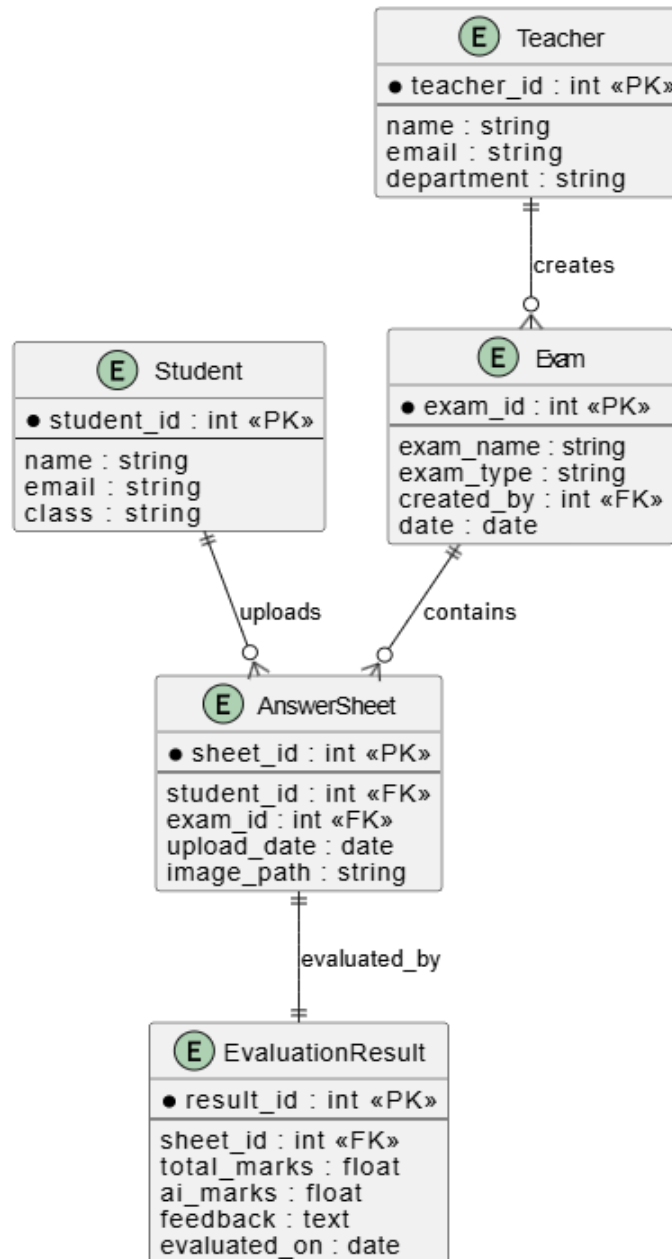 E Teacher
● teacher_id : int «PK»
name : string
email : string
department : string
creates
E Student
● student_id : int «PK»
name : string
email : string
class : string
E Exam
● exam_id : int «PK»
exam_name : string
exam_type : string
created_by : int «FK»
date : date
uploads
contains
E AnswerSheet
● sheet_id : int «PK»
student_id : int «FK»
exam_id : int «FK»
upload_date : date
image_path : string
evaluated_by
E EvaluationResult
● result_id : int «PK»
sheet_id : int «FK»
total_marks : float
ai_marks : float
feedback : text
evaluated_on : date